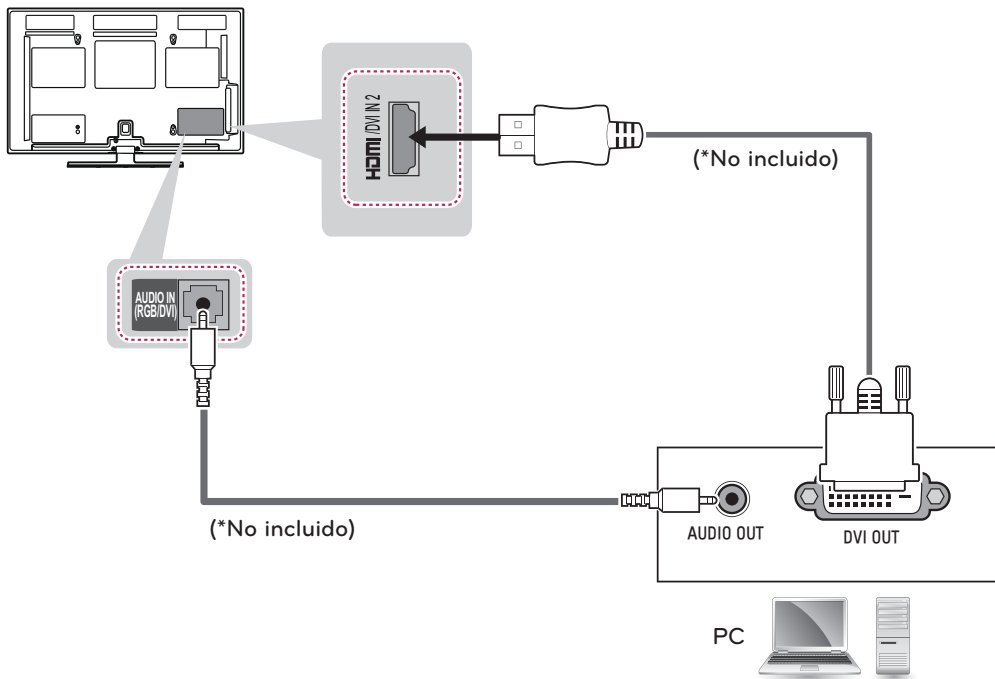 HDMI /DVI IN 2
(*No incluido)
AUDIO IN
(RGB/DVI)
(*No incluido)
AUDIO OUT
DVI OUT
PC